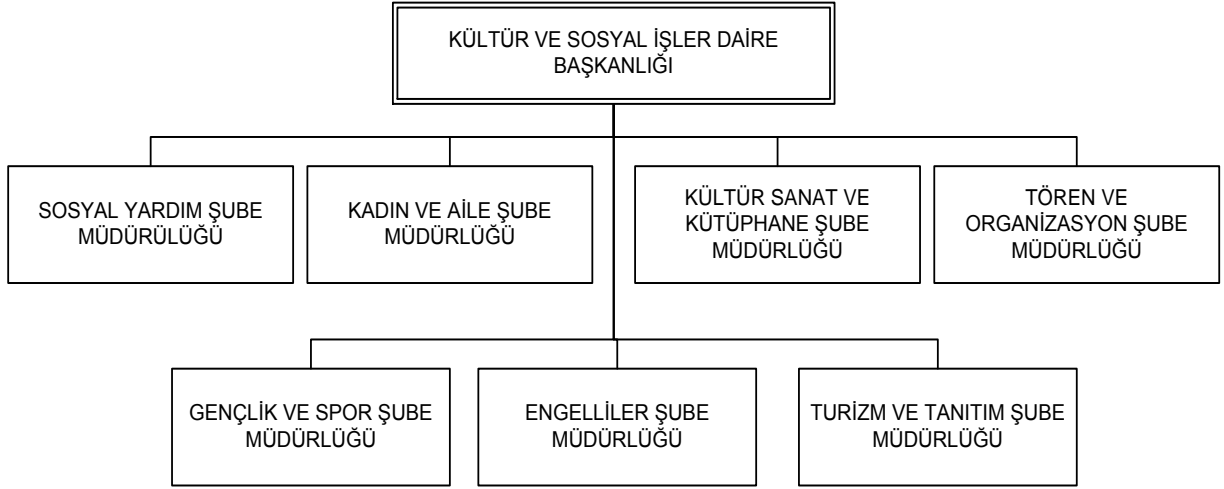 KÜLTÜR VE SOSYAL İŞLER DAİRE
BAŞKANLIĞI
SOSYAL YARDIM ŞUBE
MÜDÜRÜLÜĞÜ
KADIN VE AİLE ŞUBE
MÜDÜRLÜĞÜ
KÜLTÜR SANAT VE
KÜTÜPHANE ŞUBE
MÜDÜRLÜĞÜ
TÖREN VE
ORGANİZASYON ŞUBE
MÜDÜRLÜĞÜ
GENÇLİK VE SPOR ŞUBE
MÜDÜRLÜĞÜ
ENGELLİLER ŞUBE
MÜDÜRLÜĞÜ
TURİZM VE TANITIM ŞUBE
MÜDÜRLÜĞÜ